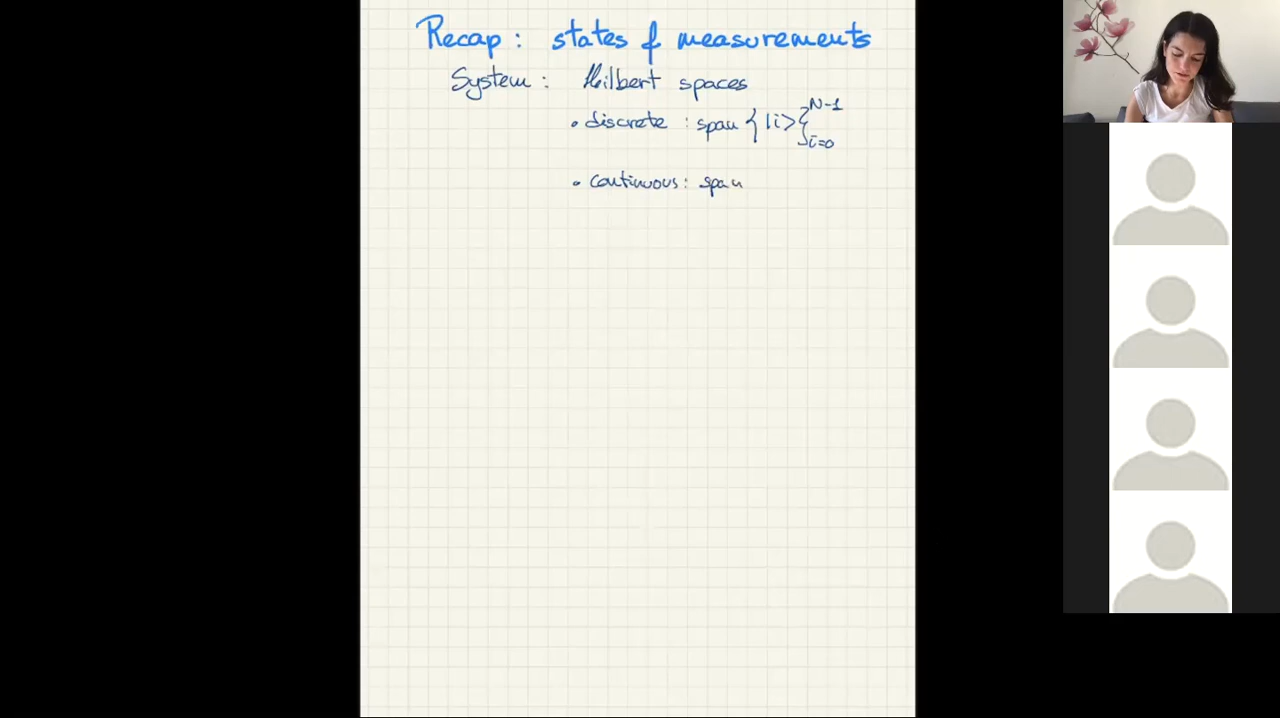 Recap : states & measurements
System : Hilbert spaces
• discrete : span {|i>}_{i=0}^{N-1}
• continuous : span